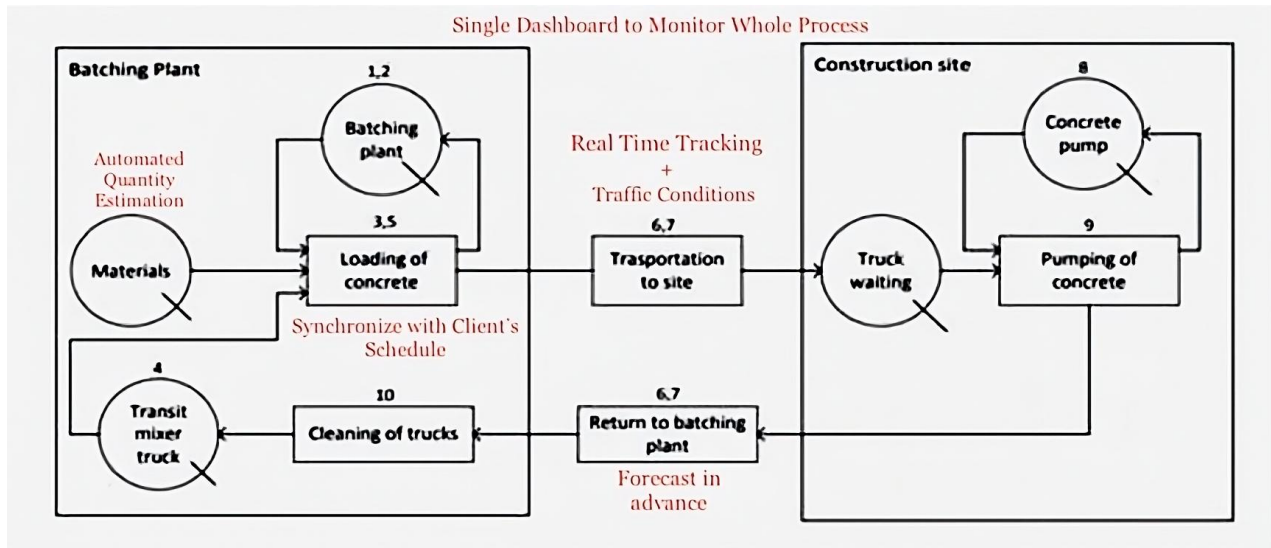 Single Dashboard to Monitor Whole Process
Batching Plant
Construction site
1,2
Batching
plant
8
Concrete
pump
Automated
Quantity
Estimation
Real Time Tracking
+
Traffic Conditions
3,5
Loading of
concrete
6,7
Trasportation
to site
9
Pumping of
concrete
Materials
Truck
waiting
Synchronize with Client's
Schedule
4
Transit
mixer
truck
10
Cleaning of trucks
6,7
Return to batching
plant
Forecast in
advance